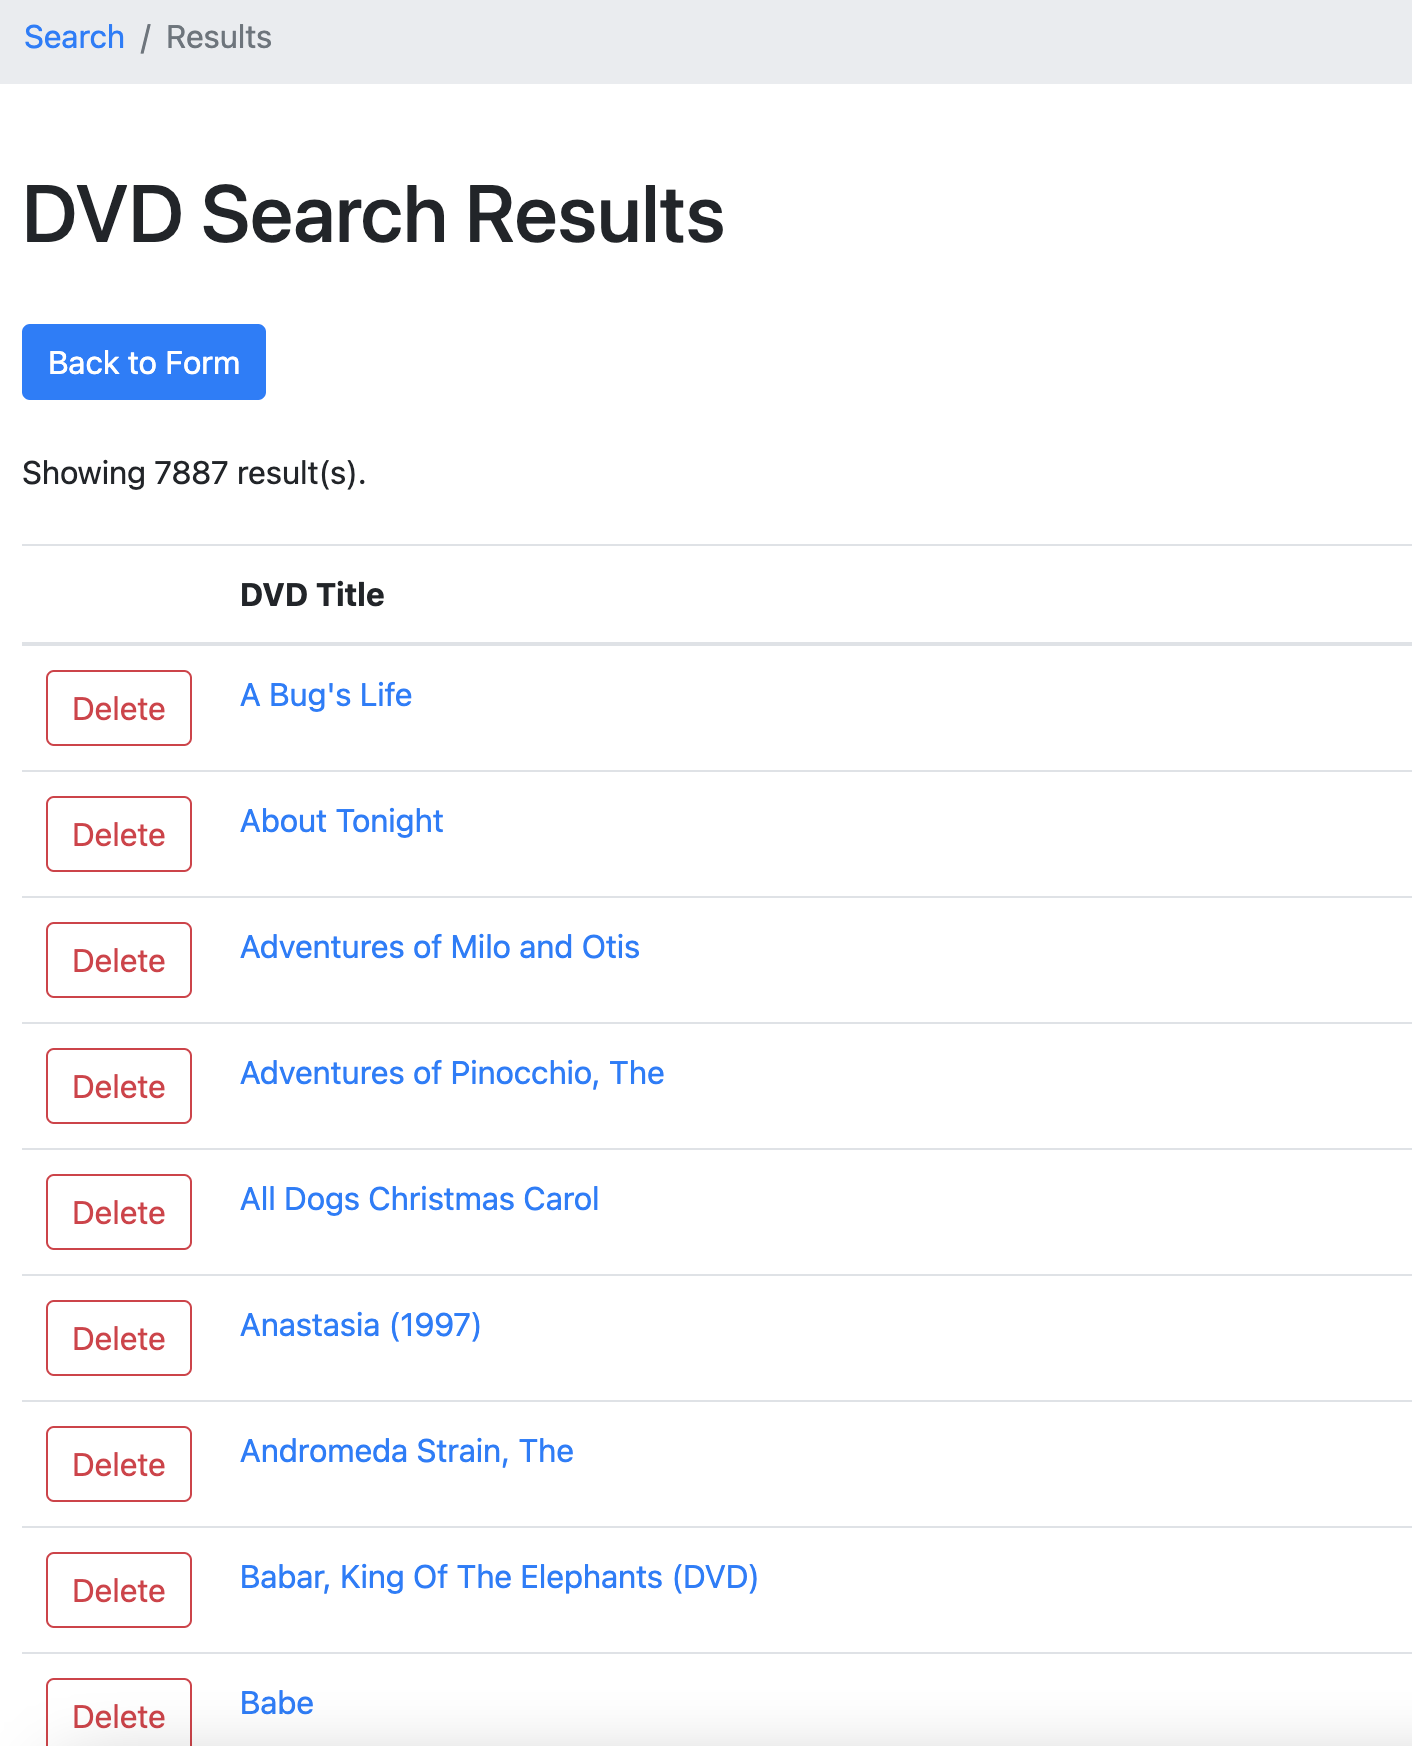 Search / Results
DVD Search Results
Back to Form
Showing 7887 result(s).
DVD Title
Delete A Bug's Life
Delete About Tonight
Delete Adventures of Milo and Otis
Delete Adventures of Pinocchio, The
Delete All Dogs Christmas Carol
Delete Anastasia (1997)
Delete Andromeda Strain, The
Delete Babar, King Of The Elephants (DVD)
Delete Babe